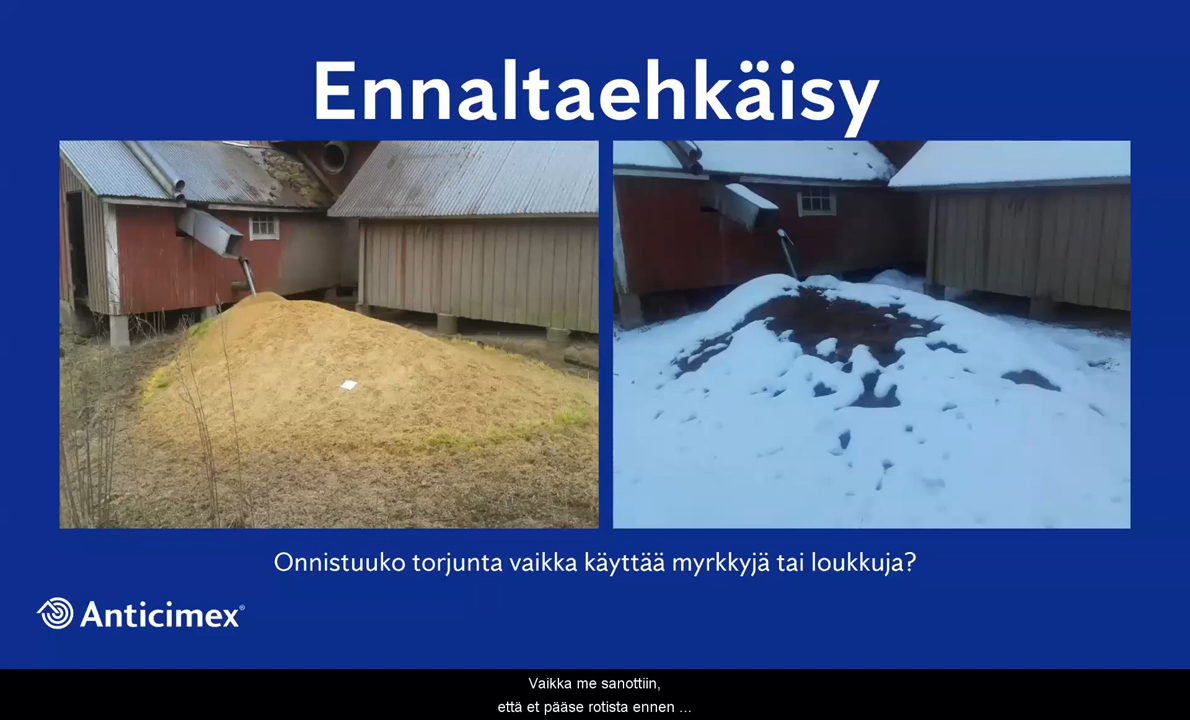 Ennaltaehkäisy
Onnistuuko torjunta vaikka käyttää myrkkyjä tai loukkuja?
Anticimex®
Vaikka me sanottiin,
että et pääse rotista ennen ...